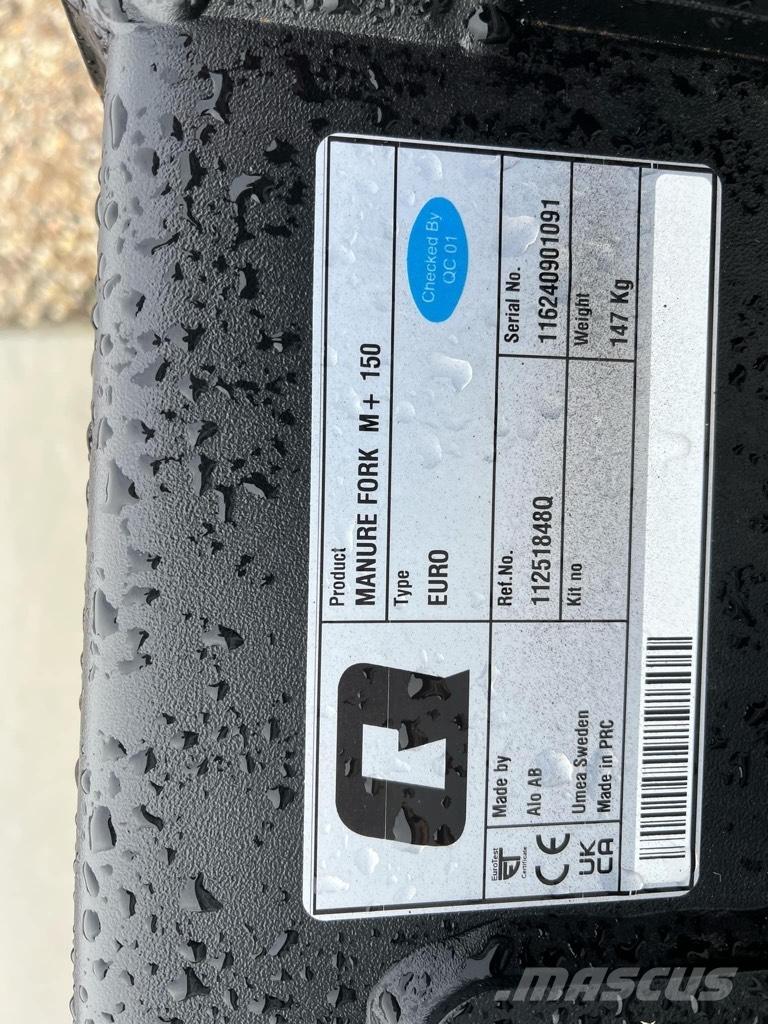 Product
MANURE FORK M+ 150
Type
EURO
Checked By
QC 01
Made by
Alo AB
Umea Sweden
Made in PRC
Ref.No.
11251848Q
Serial No.
116240901091
Kit no
Weight
147 Kg
EuroTest
ET
Certificate
CE
UK
CA
MASCUS